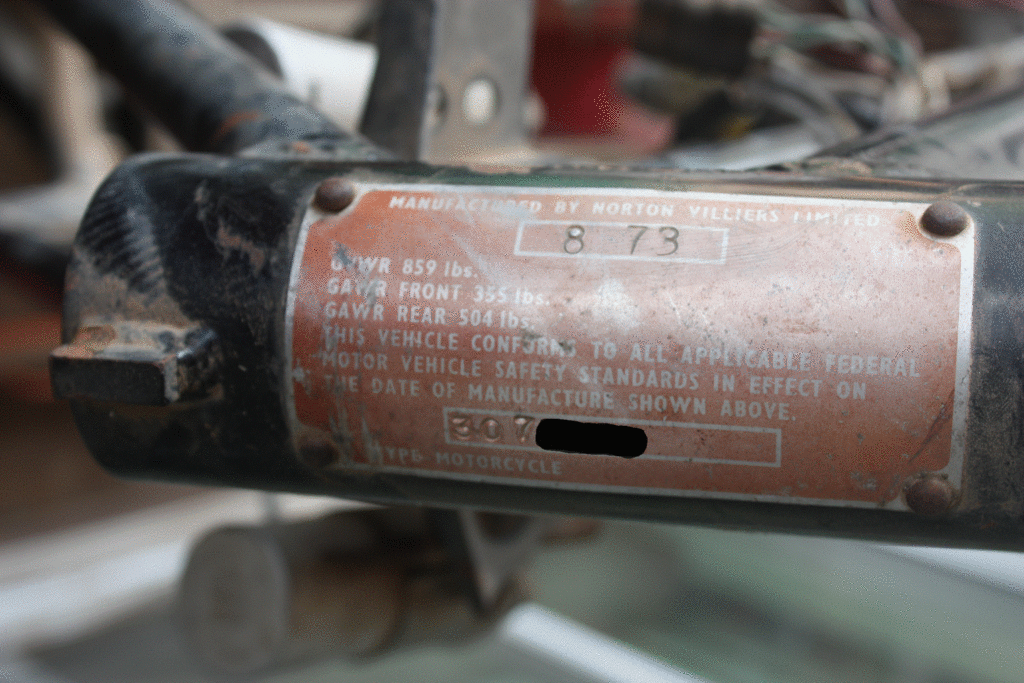 MANUFACTURED BY NORTON VILLIERS LIMITED
8 73
GVWR 859 lbs.
GAWR FRONT 355 lbs.
GAWR REAR 504 lbs.
THIS VEHICLE CONFORMS TO ALL APPLICABLE FEDERAL
MOTOR VEHICLE SAFETY STANDARDS IN EFFECT ON
THE DATE OF MANUFACTURE SHOWN ABOVE.
307
TYPE MOTORCYCLE